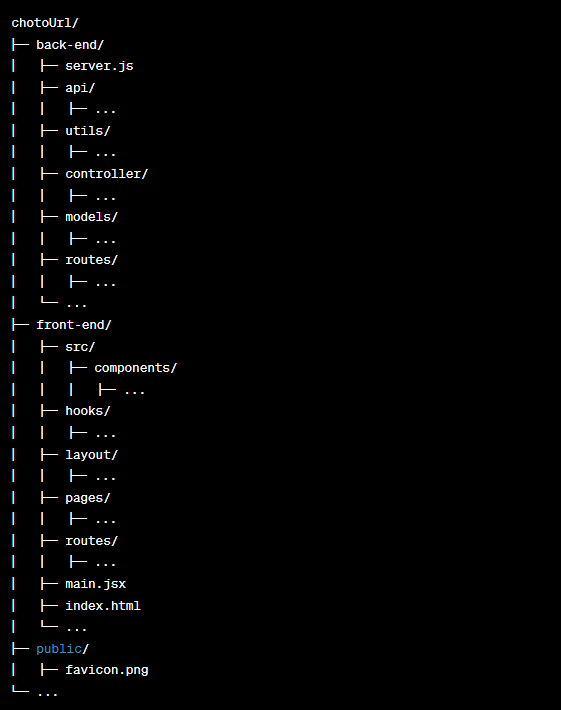 chotoUrl/
├── back-end/
│   ├── server.js
│   ├── api/
│   │   ├── ...
│   ├── utils/
│   │   ├── ...
│   ├── controller/
│   │   ├── ...
│   ├── models/
│   │   ├── ...
│   ├── routes/
│   │   ├── ...
│   └── ...
├── front-end/
│   ├── src/
│   │   ├── components/
│   │   │   ├── ...
│   ├── hooks/
│   │   ├── ...
│   ├── layout/
│   │   ├── ...
│   ├── pages/
│   │   ├── ...
│   ├── routes/
│   │   ├── ...
│   ├── main.jsx
│   ├── index.html
│   └── ...
├── public/
│   ├── favicon.png
└── ...